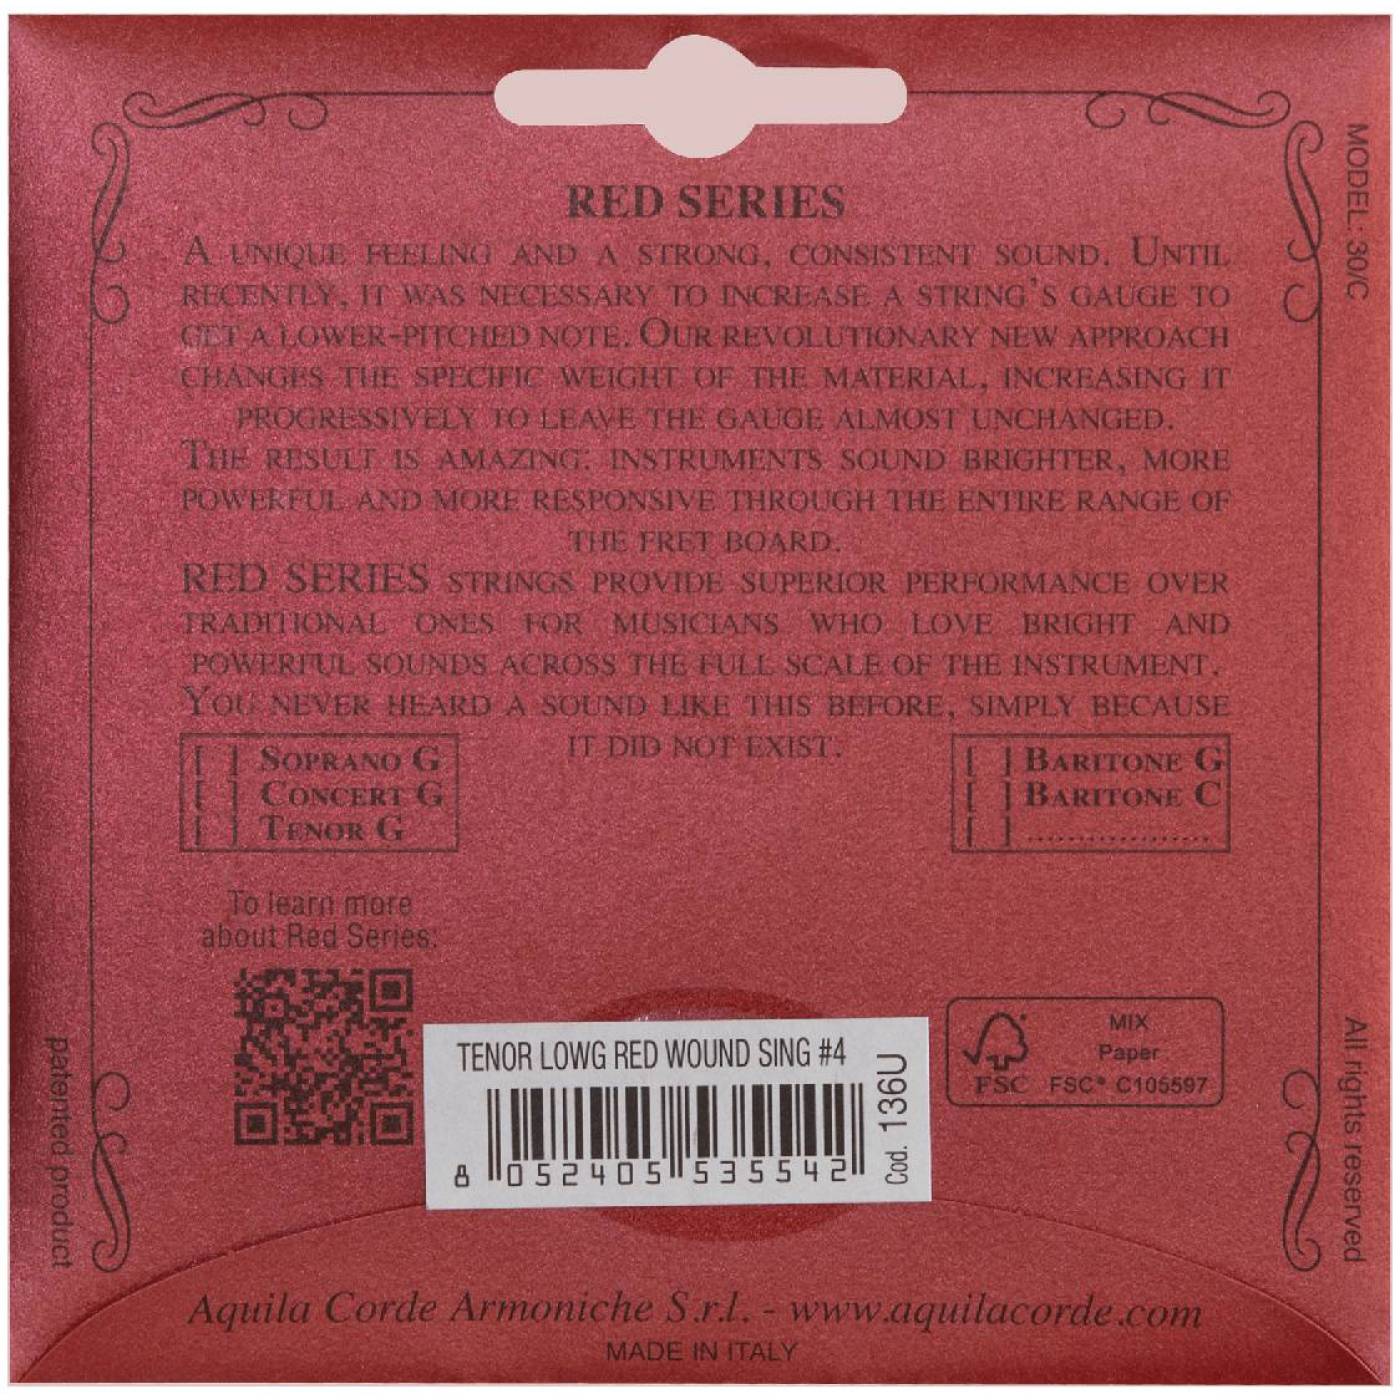 RED SERIES
A UNIQUE FEELING AND A STRONG, CONSISTENT SOUND. UNTIL
RECENTLY, IT WAS NECESSARY TO INCREASE A STRING'S GAUGE TO
GET A LOWER-PITCHED NOTE. OUR REVOLUTIONARY NEW APPROACH
CHANGES THE SPECIFIC WEIGHT OF THE MATERIAL, INCREASING IT
PROGRESSIVELY TO LEAVE THE GAUGE ALMOST UNCHANGED.
THE RESULT IS AMAZING: INSTRUMENTS SOUND BRIGHTER, MORE
POWERFUL AND MORE RESPONSIVE THROUGH THE ENTIRE RANGE OF
THE FRET BOARD.
RED SERIES STRINGS PROVIDE SUPERIOR PERFORMANCE OVER
TRADITIONAL ONES FOR MUSICIANS WHO LOVE BRIGHT AND
POWERFUL SOUNDS ACROSS THE FULL SCALE OF THE INSTRUMENT.
YOU NEVER HEARD A SOUND LIKE THIS BEFORE, SIMPLY BECAUSE
IT DID NOT EXIST.
[ ] SOPRANO G
[ ] CONCERT G
[ ] TENOR G
[ ] BARITONE G
[ ] BARITONE C
[ ] ...................
To learn more
about Red Series:
TENOR LOWG RED WOUND SING #4
8 052405 535542
Cod. 136U
MIX
Paper
FSC FSC® C105597
Aquila Corde Armoniche S.r.l. - www.aquilacorde.com
MADE IN ITALY
MODEL: 30/C
All rights reserved
patented product